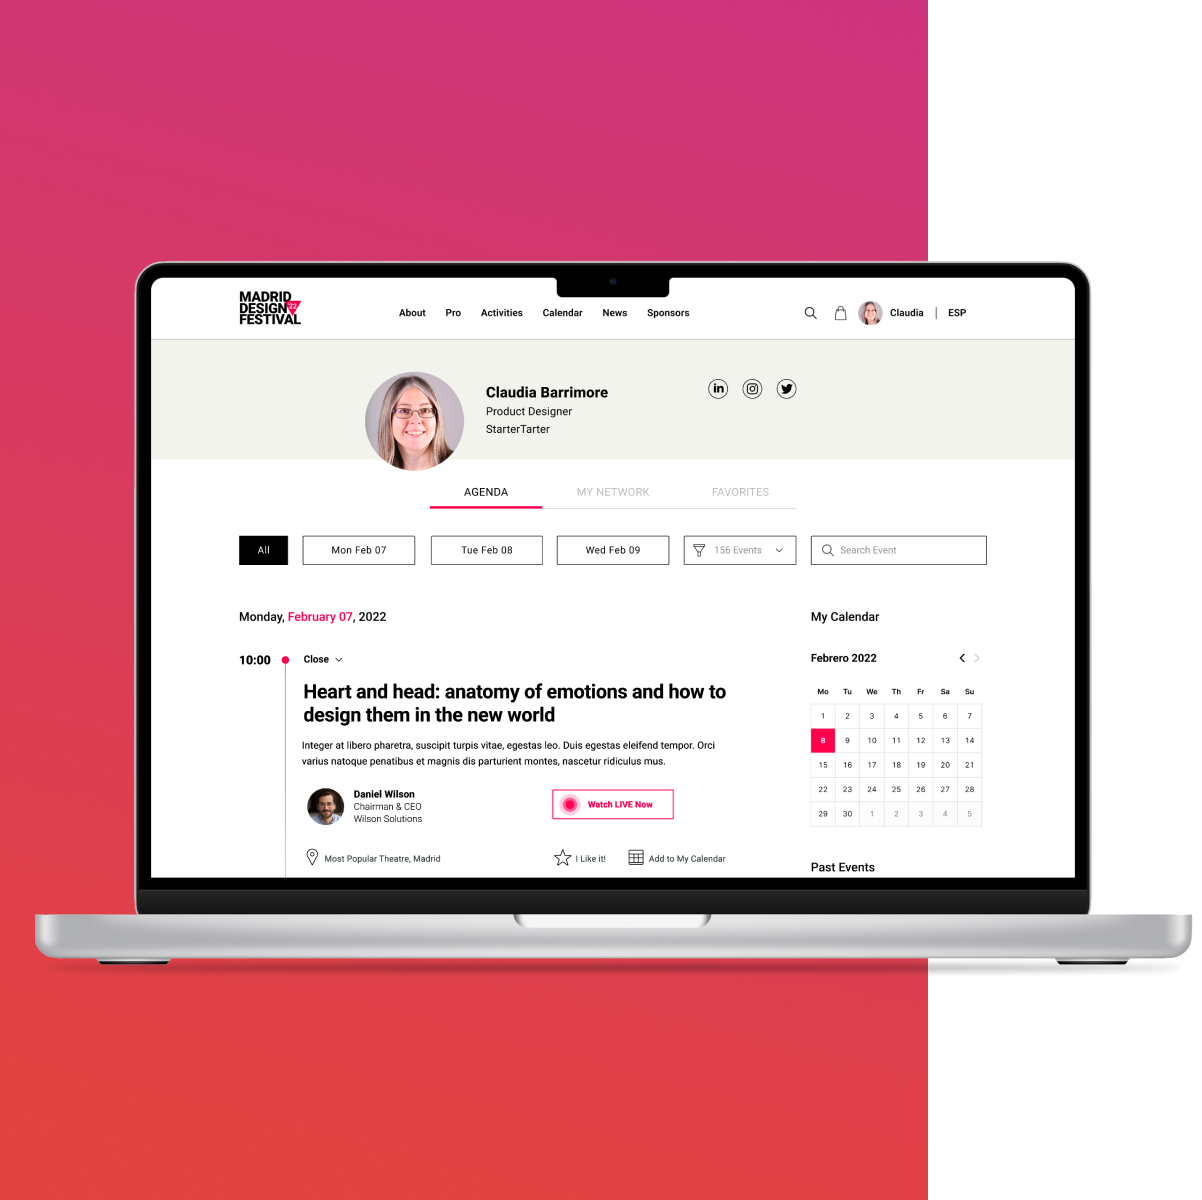 MADRID
DESIGN 22
FESTIVAL
About Pro Activities Calendar News Sponsors
Claudia | ESP
Claudia Barrimore
Product Designer
StarterTarter
in
AGENDA MY NETWORK FAVORITES
All Mon Feb 07 Tue Feb 08 Wed Feb 09 156 Events Search Event
Monday, February 07, 2022
10:00 Close
Heart and head: anatomy of emotions and how to
design them in the new world
Integer at libero pharetra, suscipit turpis vitae, egestas leo. Duis egestas eleifend tempor. Orci
varius natoque penatibus et magnis dis parturient montes, nascetur ridiculus mus.
Daniel Wilson
Chairman & CEO
Wilson Solutions
Watch LIVE Now
Most Popular Theatre, Madrid
I Like it! Add to My Calendar
My Calendar
Febrero 2022
Mo Tu We Th Fr Sa Su
1 2 3 4 5 6 7
8 9 10 11 12 13 14
15 16 17 18 19 20 21
22 23 24 25 26 27 28
29 30 1 2 3 4 5
Past Events